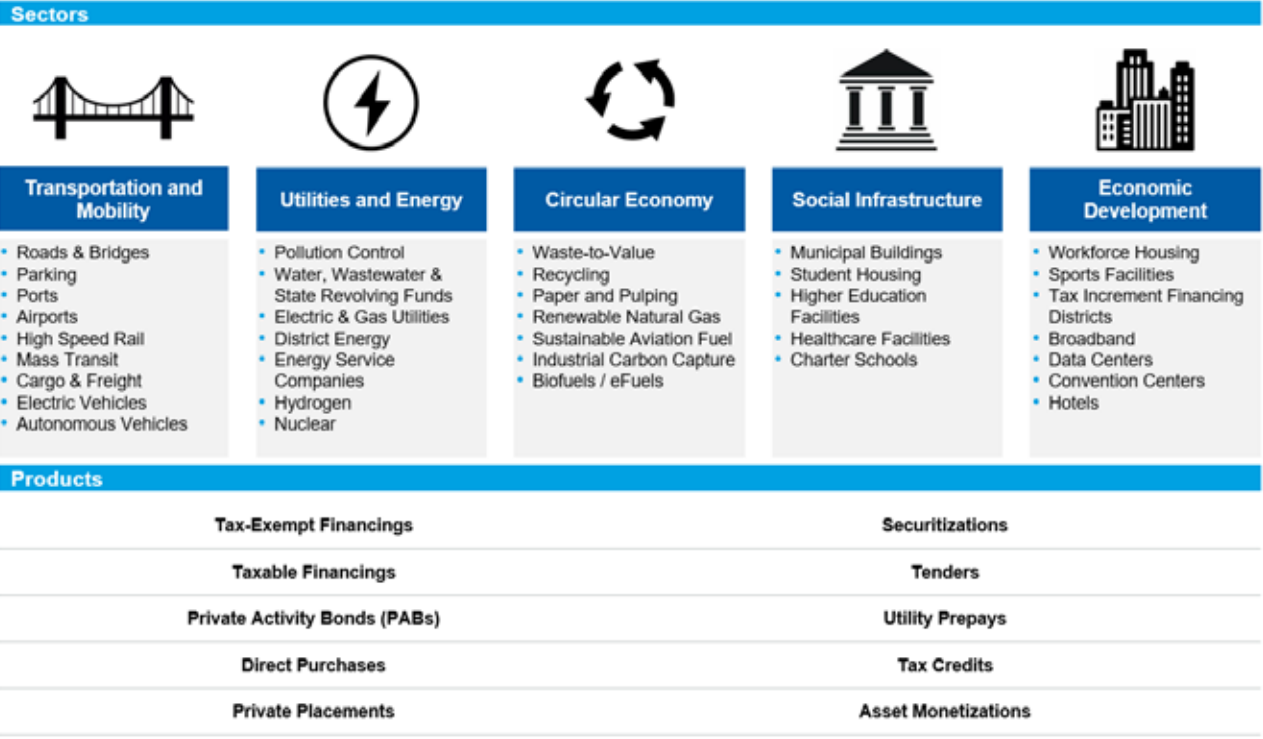 Sectors
Transportation and
Mobility
• Roads & Bridges
• Parking
• Ports
• Airports
• High Speed Rail
• Mass Transit
• Cargo & Freight
• Electric Vehicles
• Autonomous Vehicles
Utilities and Energy
• Pollution Control
• Water, Wastewater &
State Revolving Funds
• Electric & Gas Utilities
• District Energy
• Energy Service
Companies
• Hydrogen
• Nuclear
Circular Economy
• Waste-to-Value
• Recycling
• Paper and Pulping
• Renewable Natural Gas
• Sustainable Aviation Fuel
• Industrial Carbon Capture
• Biofuels / eFuels
Social Infrastructure
• Municipal Buildings
• Student Housing
• Higher Education
Facilities
• Healthcare Facilities
• Charter Schools
Economic
Development
• Workforce Housing
• Sports Facilities
• Tax Increment Financing
Districts
• Broadband
• Data Centers
• Convention Centers
• Hotels
Products
Tax-Exempt Financings
Securitizations
Taxable Financings
Tenders
Private Activity Bonds (PABs)
Utility Prepays
Direct Purchases
Tax Credits
Private Placements
Asset Monetizations